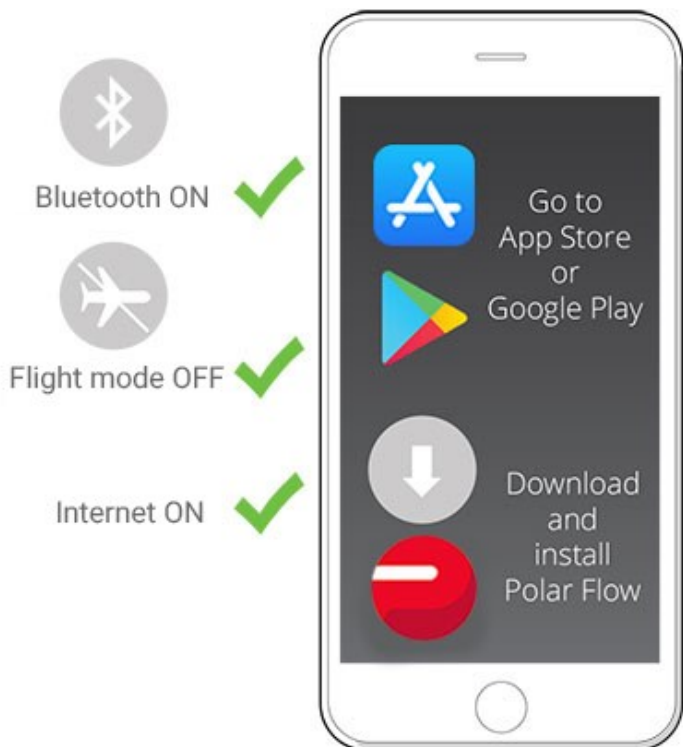 Bluetooth ON
Flight mode OFF
Internet ON
Go to
App Store
or
Google Play
Download
and
install
Polar Flow